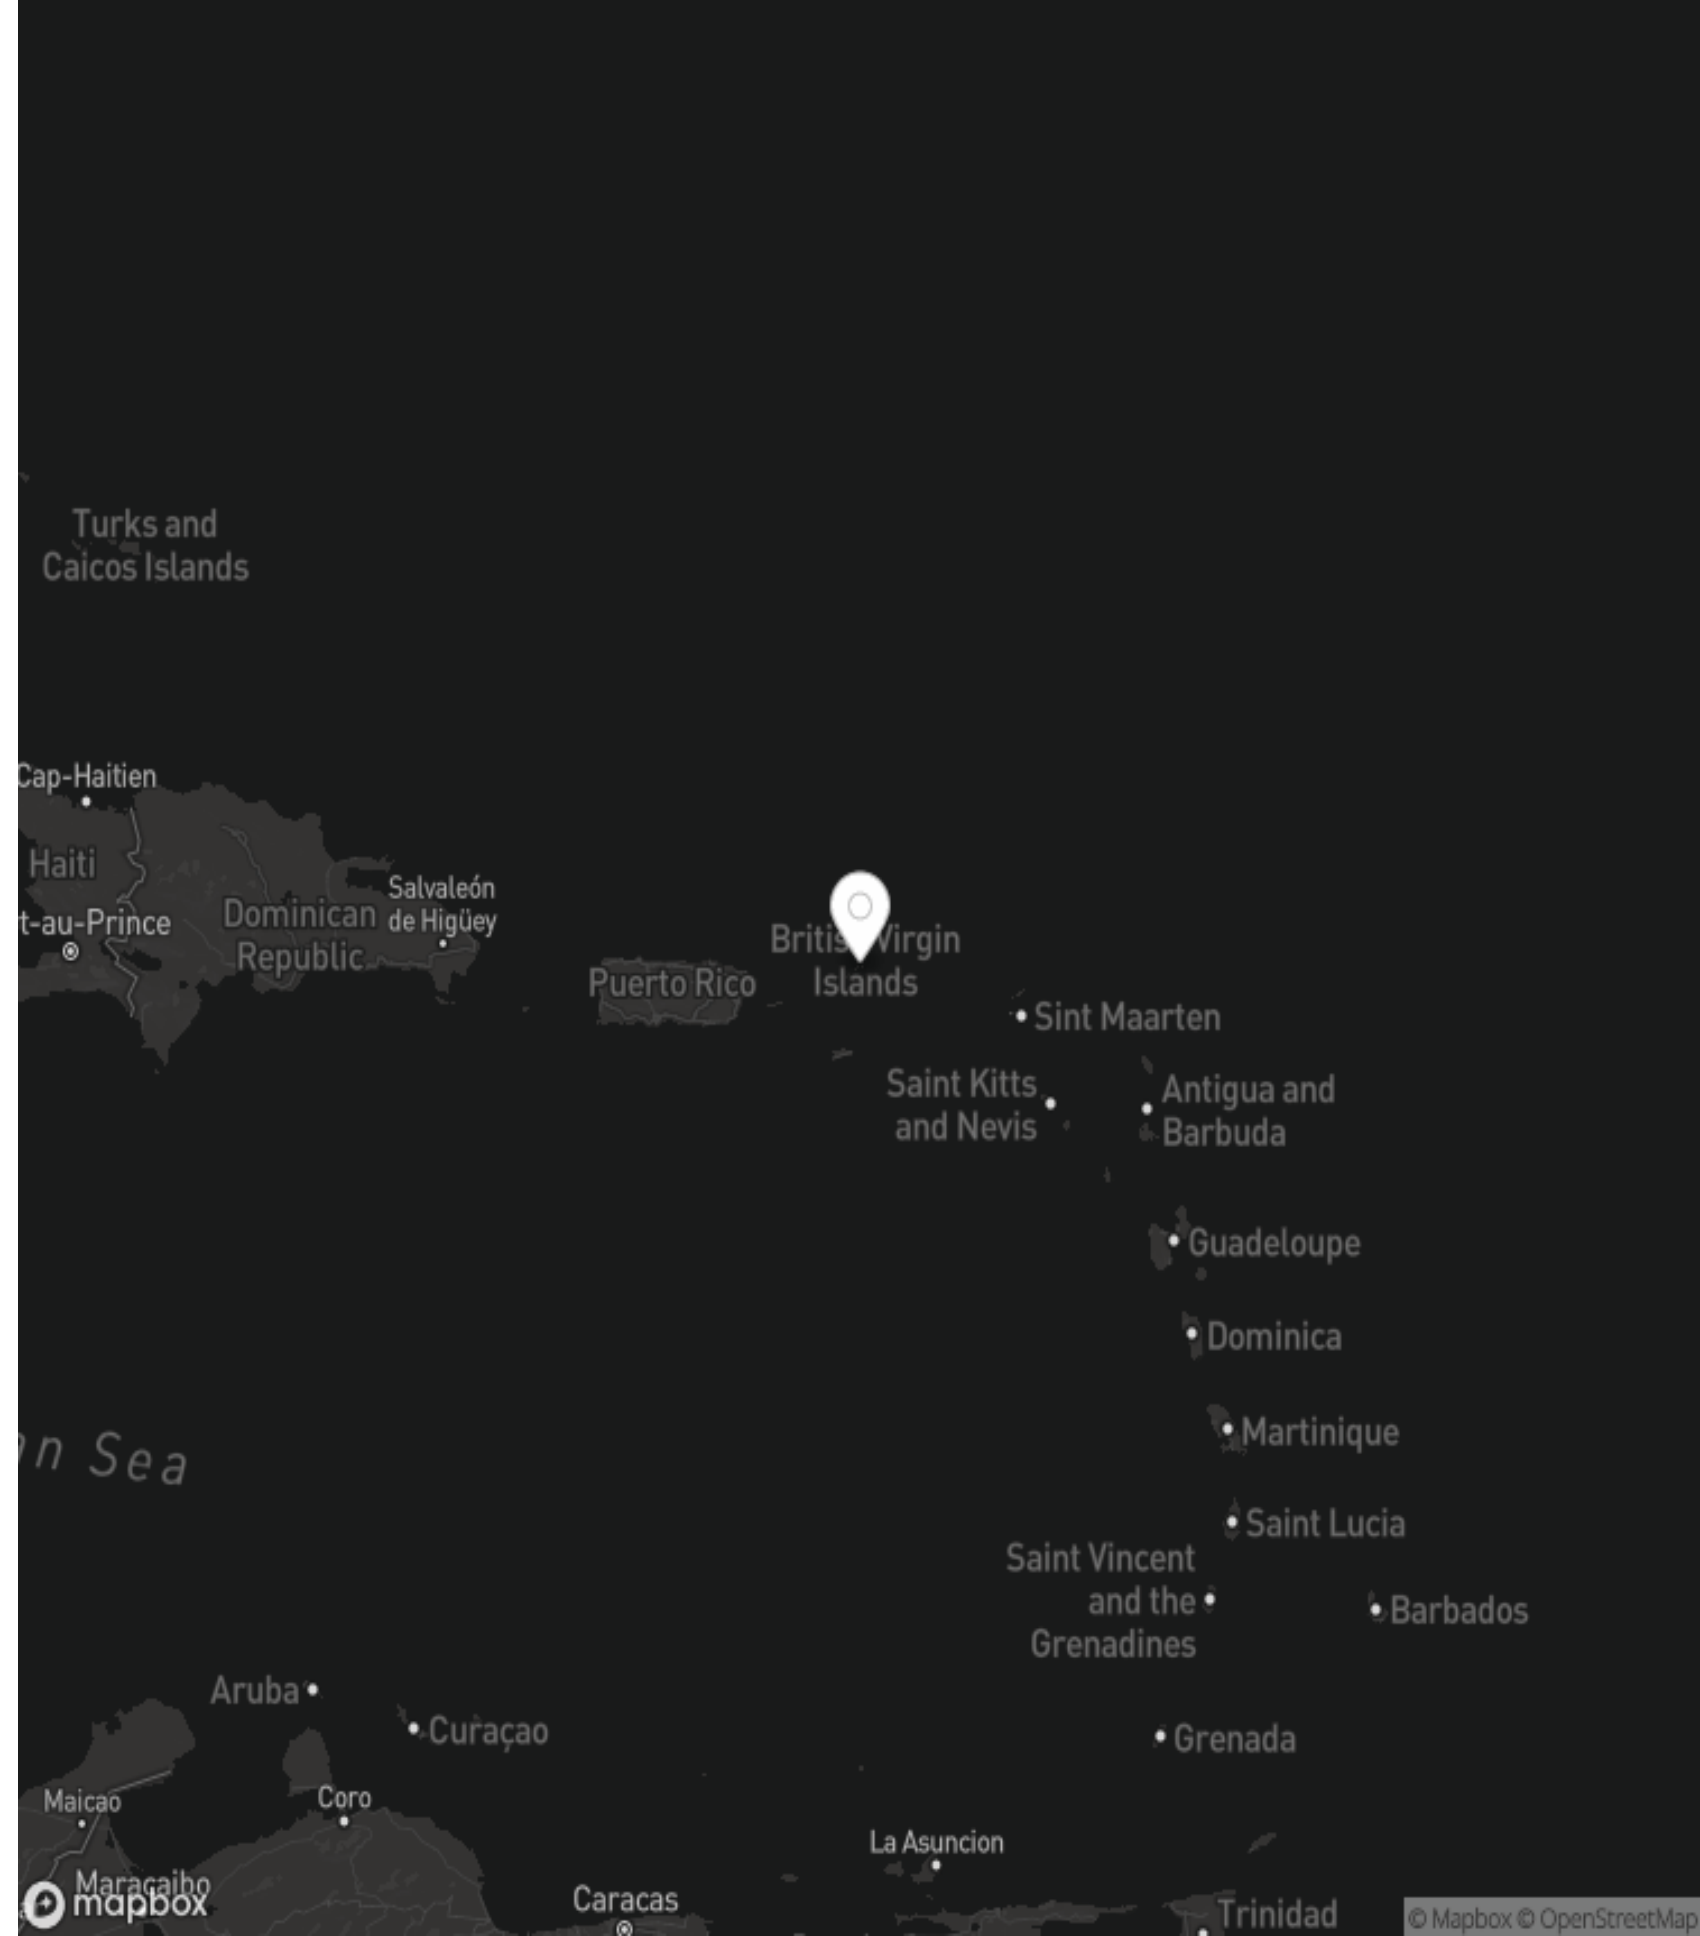 Turks and
Caicos Islands
Cap-Haitien
Haiti
Salvaleón
de Higüey
Dominican
Republic
t-au-Prince
Puerto Rico
British Virgin
Islands
Sint Maarten
Saint Kitts
and Nevis
Antigua and
Barbuda
Guadeloupe
Dominica
Martinique
n Sea
Saint Lucia
Saint Vincent
and the
Grenadines
Barbados
Aruba
Curaçao
Grenada
Maicao
Coro
La Asuncion
Maracaibo
mapbox
Caracas
Trinidad
© Mapbox © OpenStreetMap